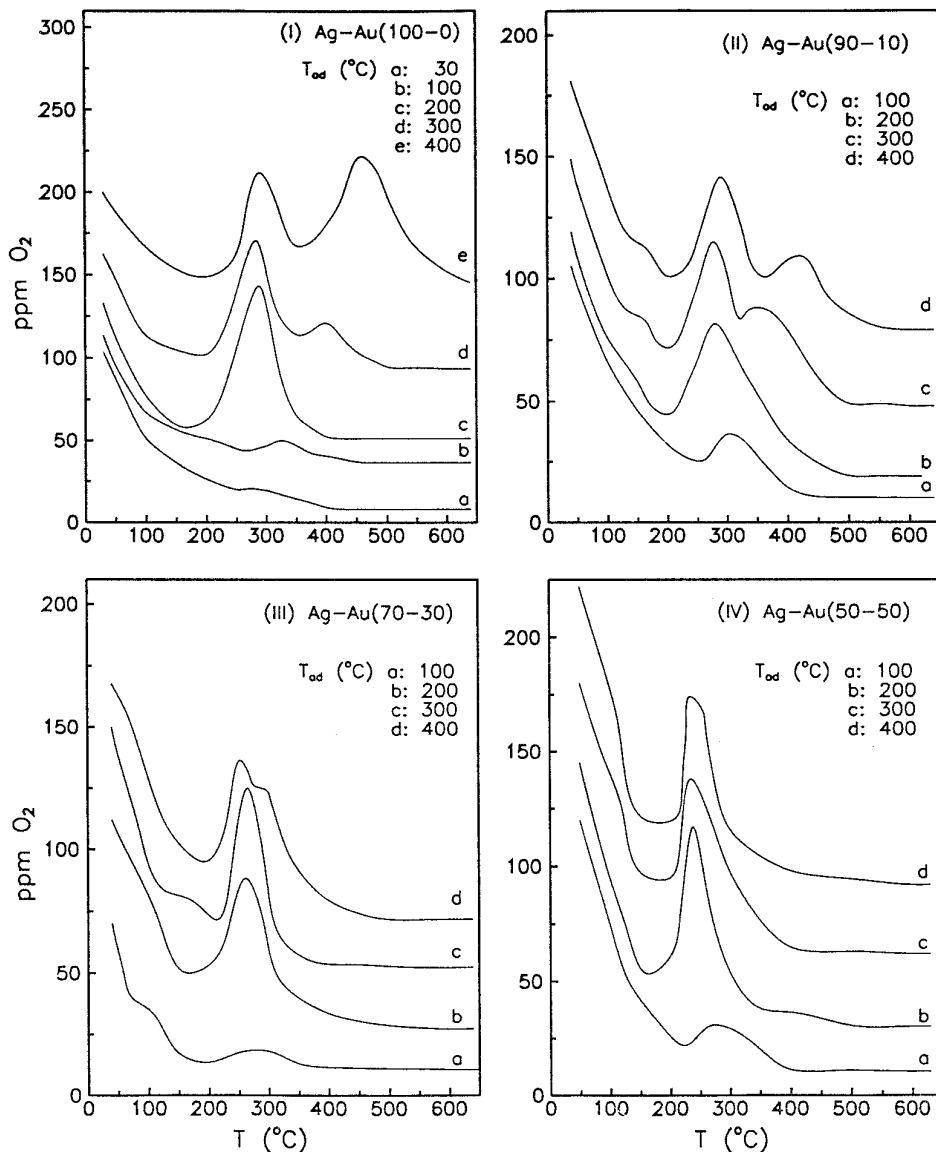 (I) Ag-Au(100-0)
T_ad (°C) a: 30
b: 100
c: 200
d: 300
e: 400
ppm O₂
300
250
200
150
100
50
0
e
d
c
b
a
0 100 200 300 400 500 600
(II) Ag-Au(90-10)
T_ad (°C) a: 100
b: 200
c: 300
d: 400
200
150
100
50
0
d
c
b
a
0 100 200 300 400 500 600
(III) Ag-Au(70-30)
T_ad (°C) a: 100
b: 200
c: 300
d: 400
ppm O₂
200
150
100
50
0
d
c
b
a
0 100 200 300 400 500 600
T (°C)
(IV) Ag-Au(50-50)
T_ad (°C) a: 100
b: 200
c: 300
d: 400
200
150
100
50
0
d
c
b
a
0 100 200 300 400 500 600
T (°C)